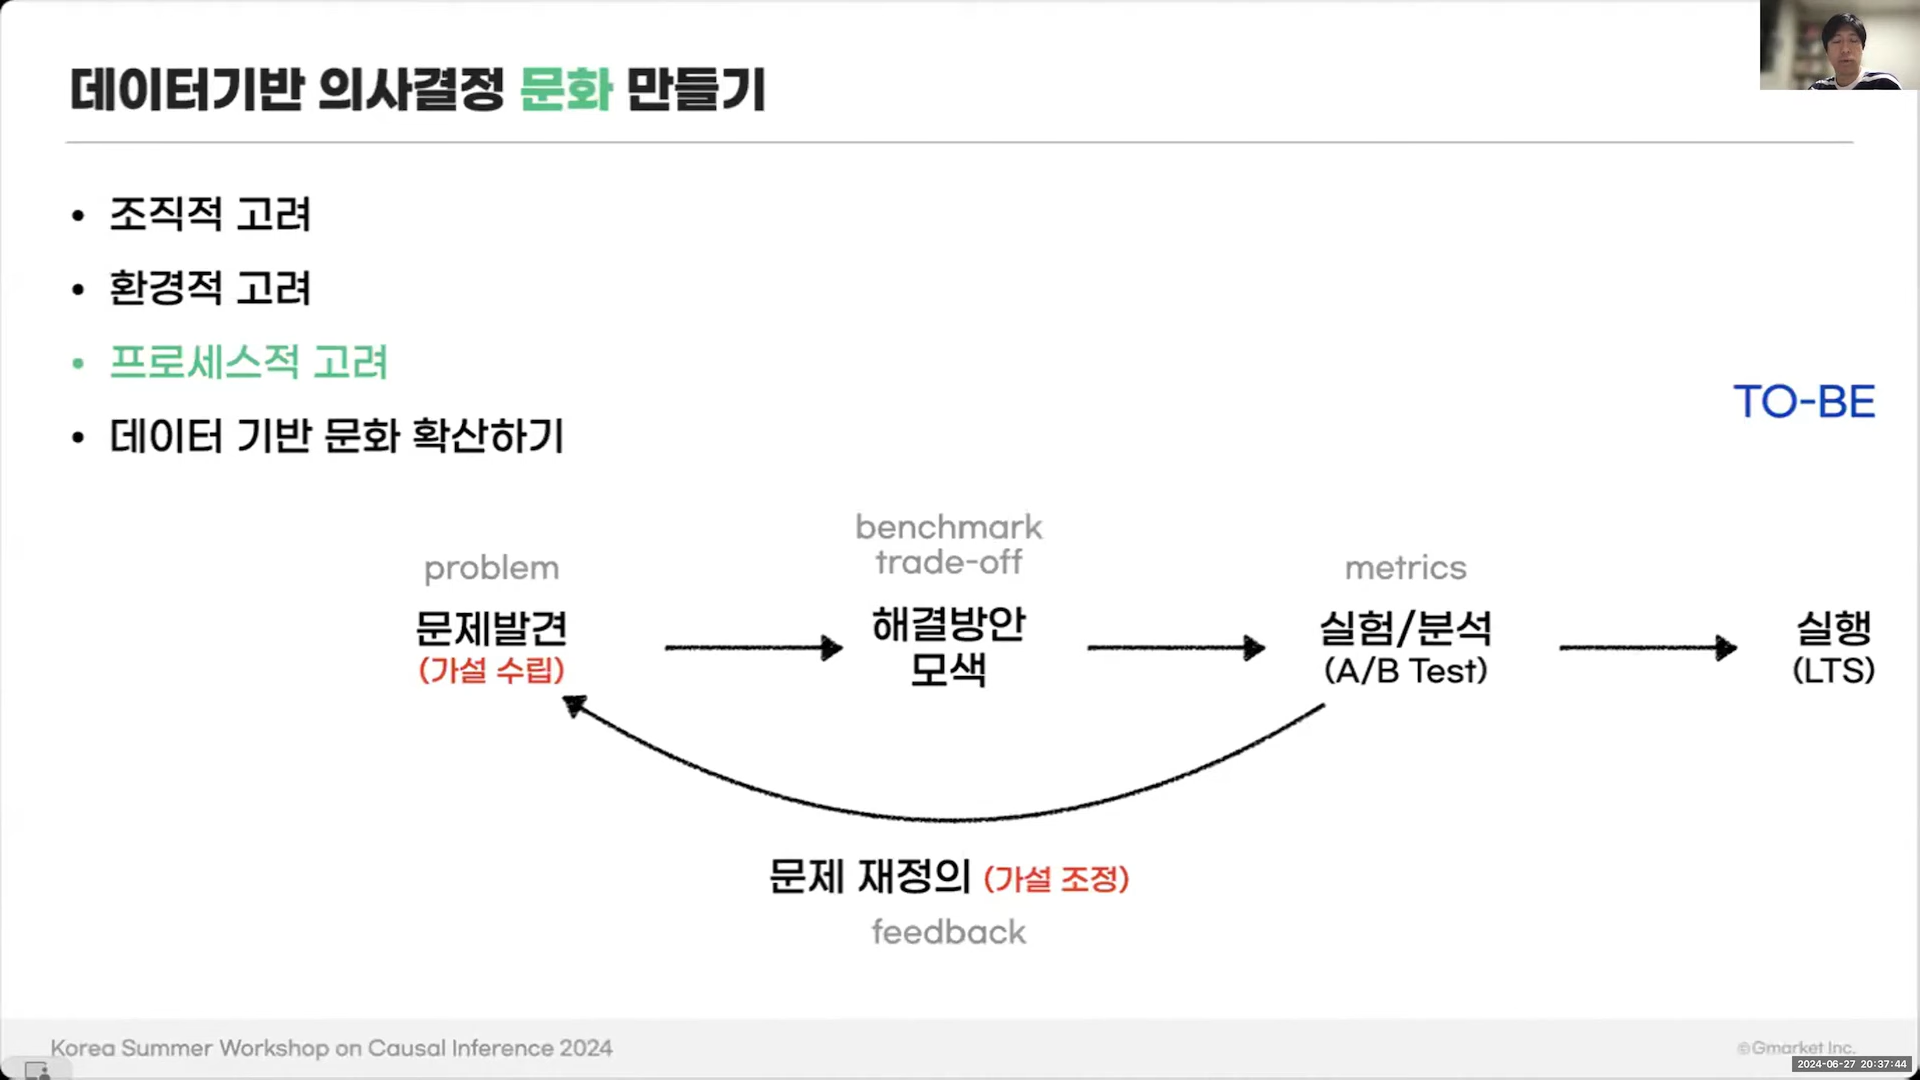 데이터기반 의사결정 문화 만들기
• 조직적 고려
• 환경적 고려
• 프로세스적 고려
• 데이터 기반 문화 확산하기
TO-BE
problem
문제발견
(가설 수립)
benchmark
trade-off
해결방안
모색
metrics
실험/분석
(A/B Test)
실행
(LTS)
문제 재정의 (가설 조정)
feedback
Korea Summer Workshop on Causal Inference 2024
©Gmarket Inc.
2024-06-27 20:37:44